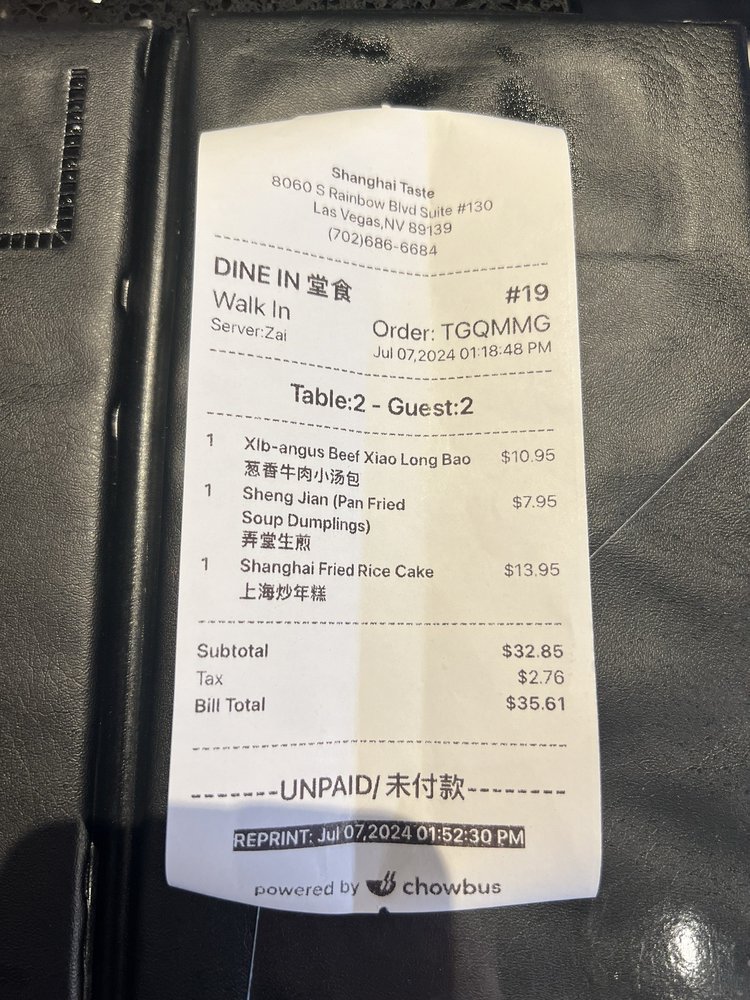 Shanghai Taste
8060 S Rainbow Blvd Suite #130
Las Vegas,NV 89139
(702)686-6684
DINE IN 堂食
#19
Walk In
Order: TGQMMG
Server:Zai
Jul 07,2024 01:18:48 PM
Table:2 - Guest:2
1 Xlb-angus Beef Xiao Long Bao $10.95
葱香牛肉小汤包
1 Sheng Jian (Pan Fried $7.95
Soup Dumplings)
弄堂生煎
1 Shanghai Fried Rice Cake $13.95
上海炒年糕
Subtotal $32.85
Tax $2.76
Bill Total $35.61
-------UNPAID/ 未付款--------
REPRINT: Jul 07,2024 01:52:30 PM
powered by chowbus